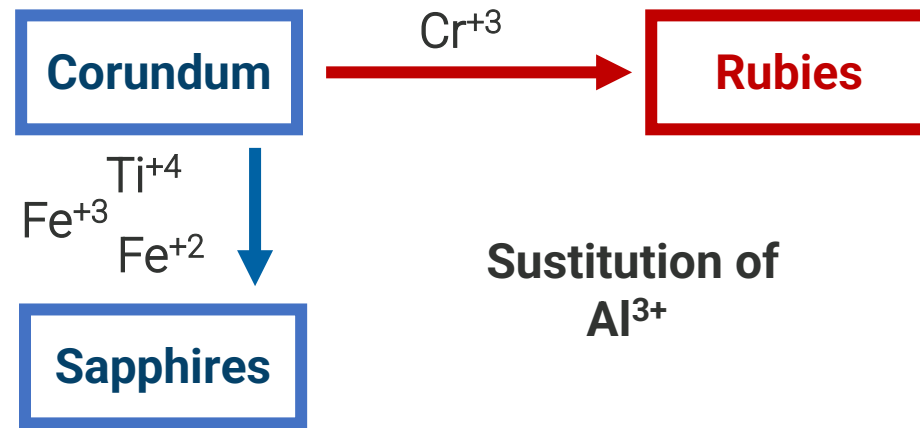 Cr⁺³
Corundum
Rubies
Ti⁺⁴
Fe⁺³
Fe⁺²
Sustitution of
Al³⁺
Sapphires